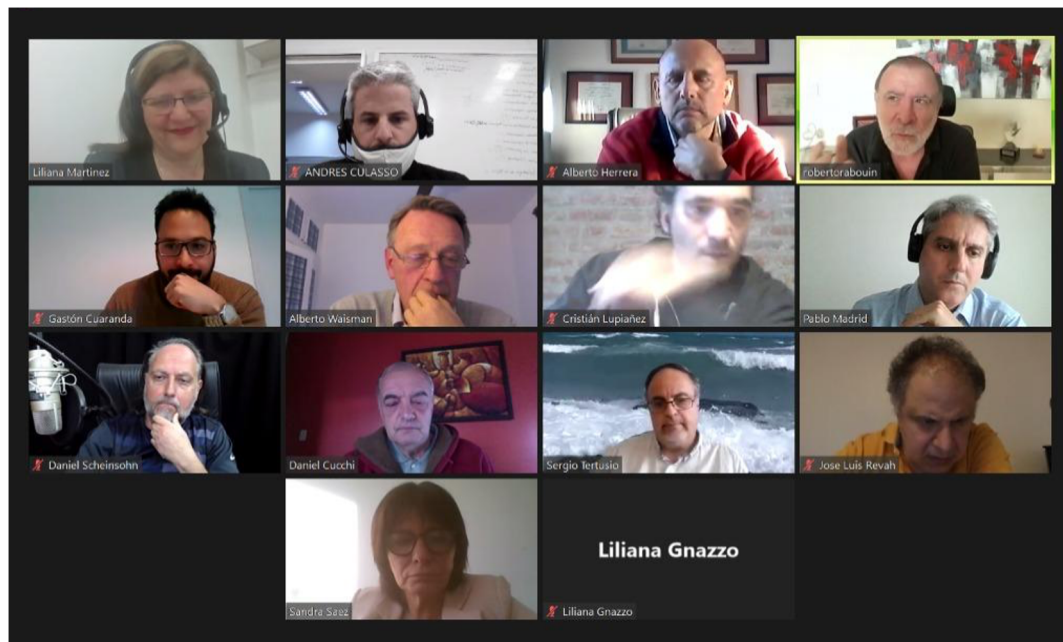 Liliana Martinez
ANDRES CULASSO
Alberto Herrera
robertorabouin
Gastón Cuaranda
Alberto Waisman
Cristián Lupiañez
Pablo Madrid
Daniel Scheinsohn
Daniel Cucchi
Sergio Tertusio
Jose Luis Revah
Sandra Saez
Liliana Gnazzo
Liliana Gnazzo